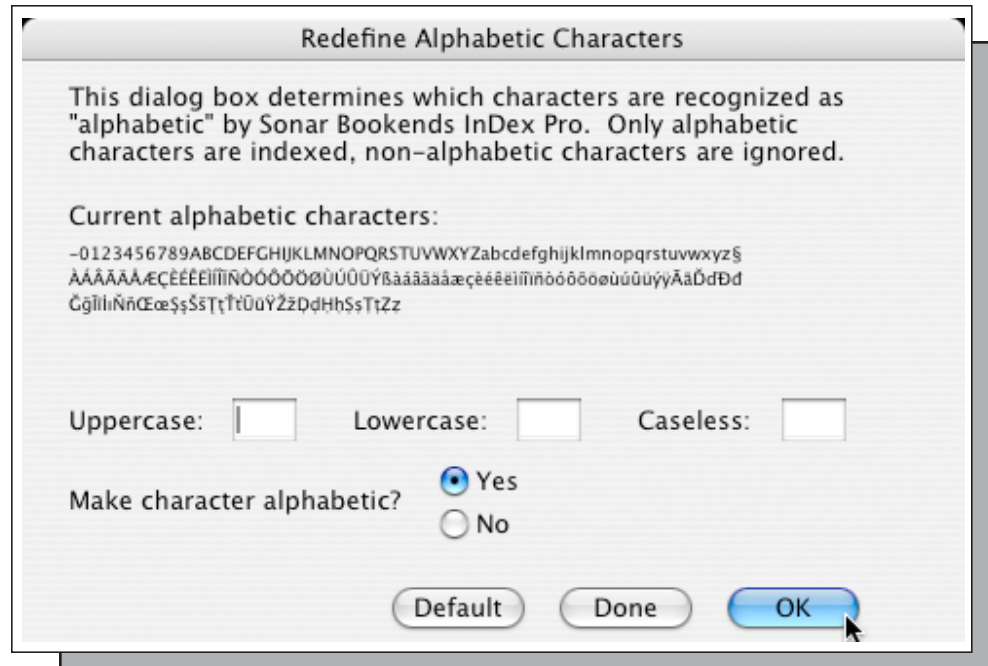 Redefine Alphabetic Characters
This dialog box determines which characters are recognized as
"alphabetic" by Sonar Bookends InDex Pro. Only alphabetic
characters are indexed, non-alphabetic characters are ignored.
Current alphabetic characters:
-0123456789ABCDEFGHIJKLMNOPQRSTUVWXYZabcdefghijklmnopqrstuvwxyz§
Uppercase: Lowercase: Caseless:
Yes
Make character alphabetic?
No
Default Done OK